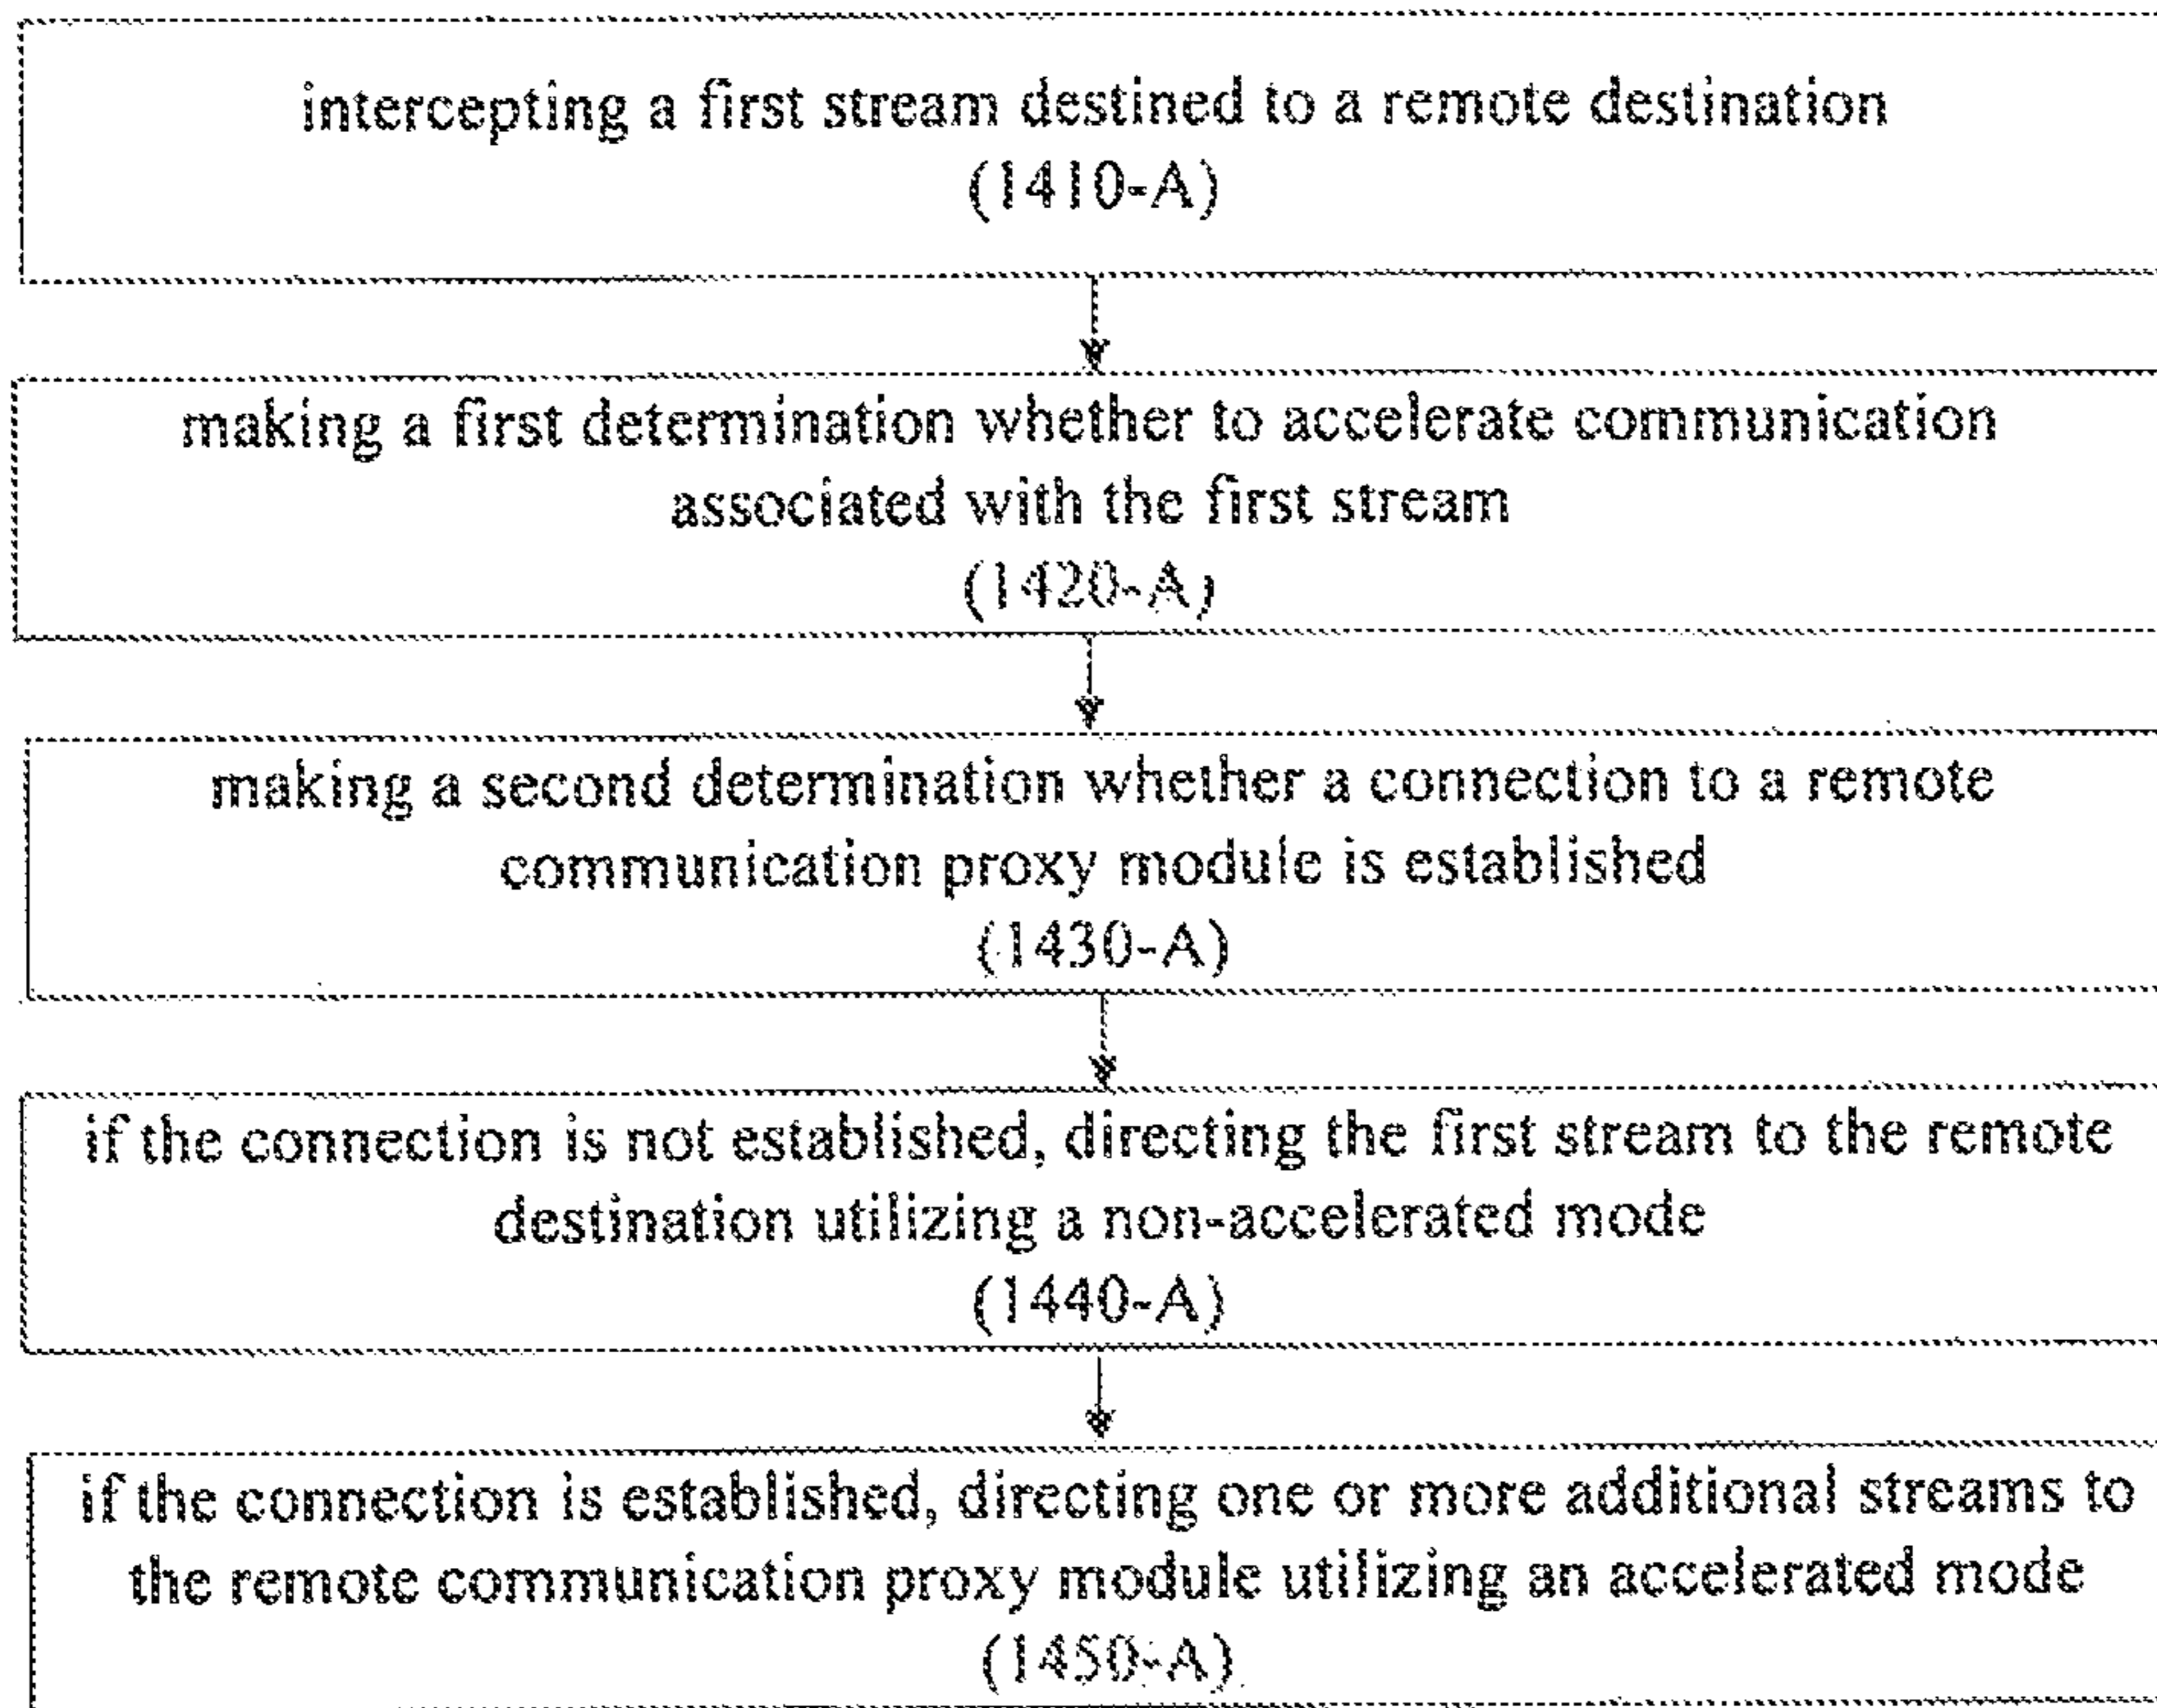 intercepting a first stream destined to a remote destination
(1410-A)
making a first determination whether to accelerate communication
associated with the first stream
(1420-A)
making a second determination whether a connection to a remote
communication proxy module is established
(1430-A)
if the connection is not established, directing the first stream to the remote
destination utilizing a non-accelerated mode
(1440-A)
if the connection is established, directing one or more additional streams to
the remote communication proxy module utilizing an accelerated mode
(1450-A)